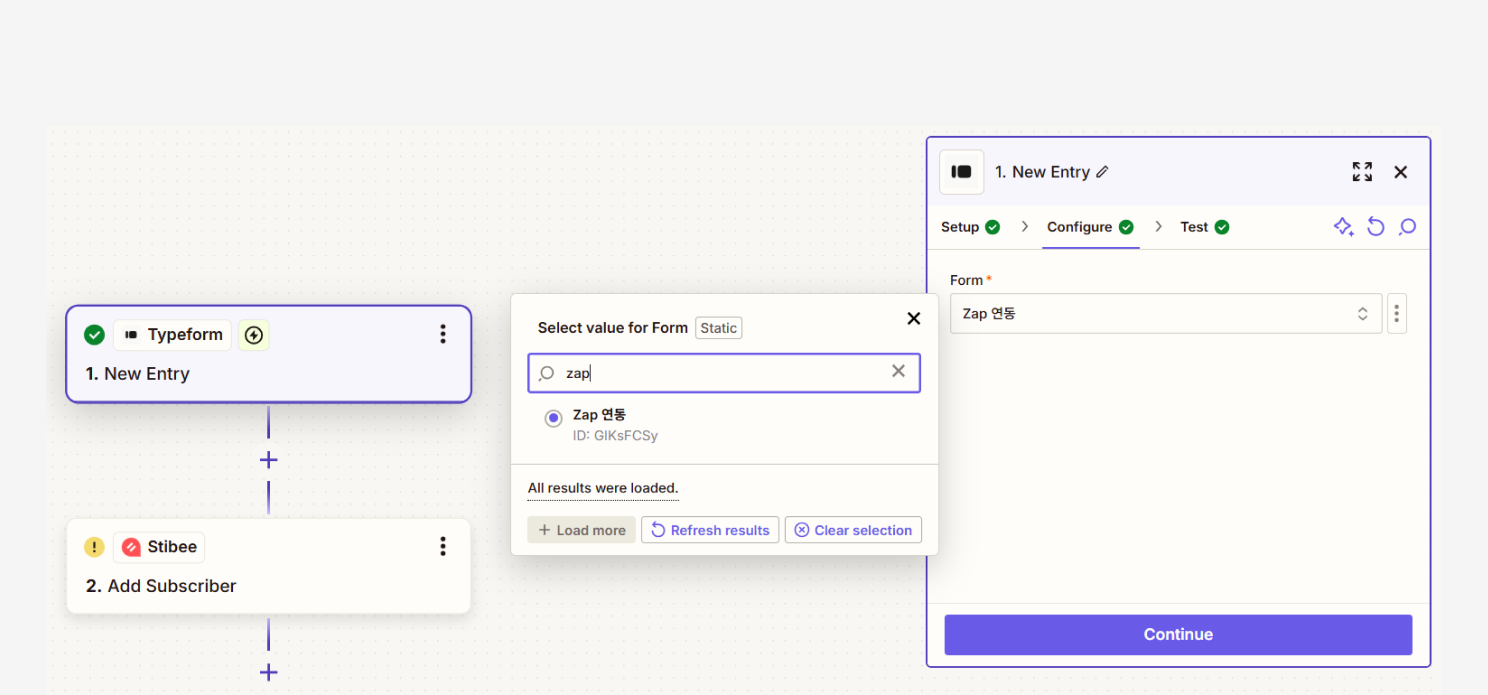 1. New Entry
Setup
Configure
Test
Form *
Zap 연동
Continue
Typeform
1. New Entry
Stibee
2. Add Subscriber
Select value for Form Static
zap
Zap 연동
ID: GIKsFCSy
All results were loaded.
+ Load more
Refresh results
Clear selection